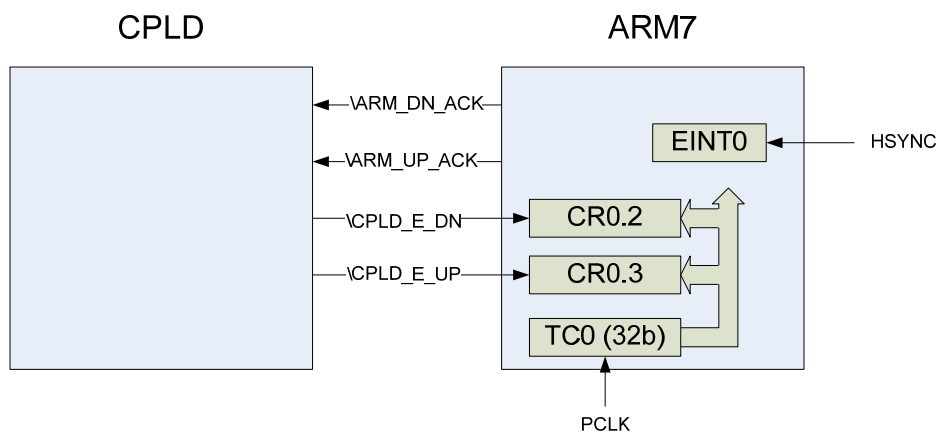 CPLD
ARM7
\ARM_DN_ACK
\ARM_UP_ACK
\CPLD_E_DN
\CPLD_E_UP
EINT0
HSYNC
CR0.2
CR0.3
TC0 (32b)
PCLK